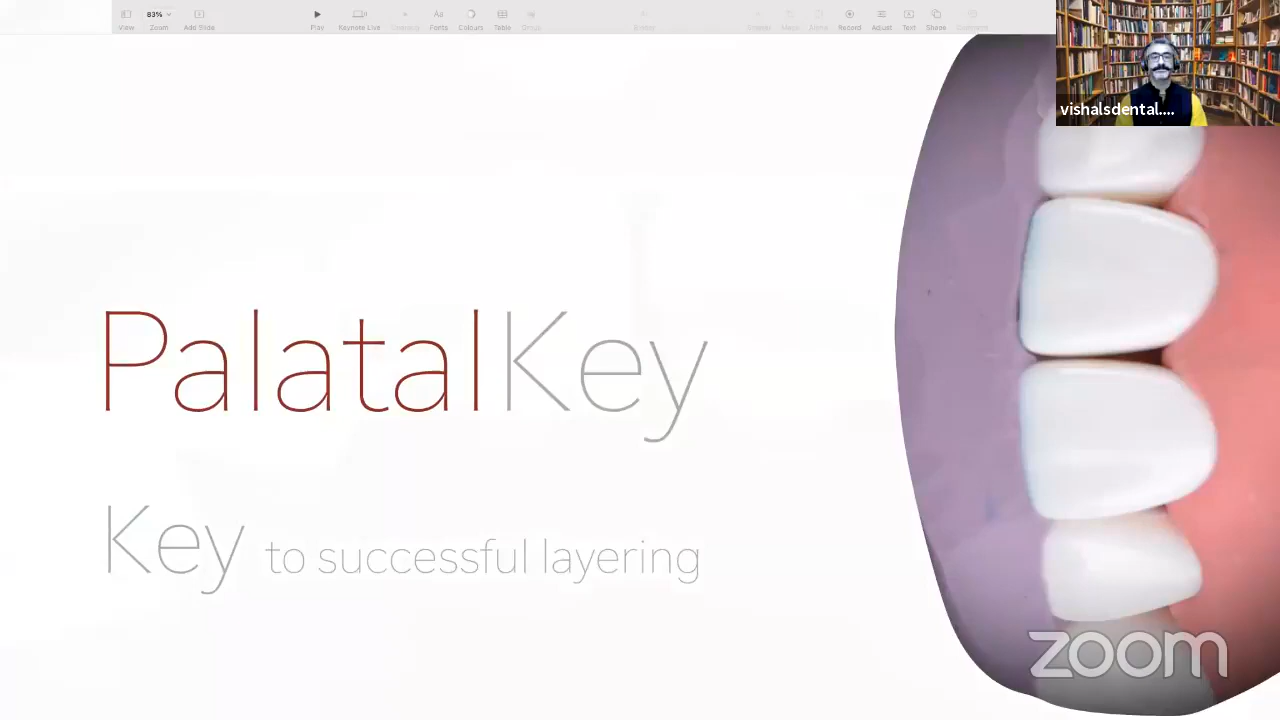 83%
View
Zoom
Add Slide
Play
Keynote Live
Fonts
Colours
Table
Record
Adjust
Text
Shape
vishalsdental....
PalatalKey
Key to successful layering
zoom